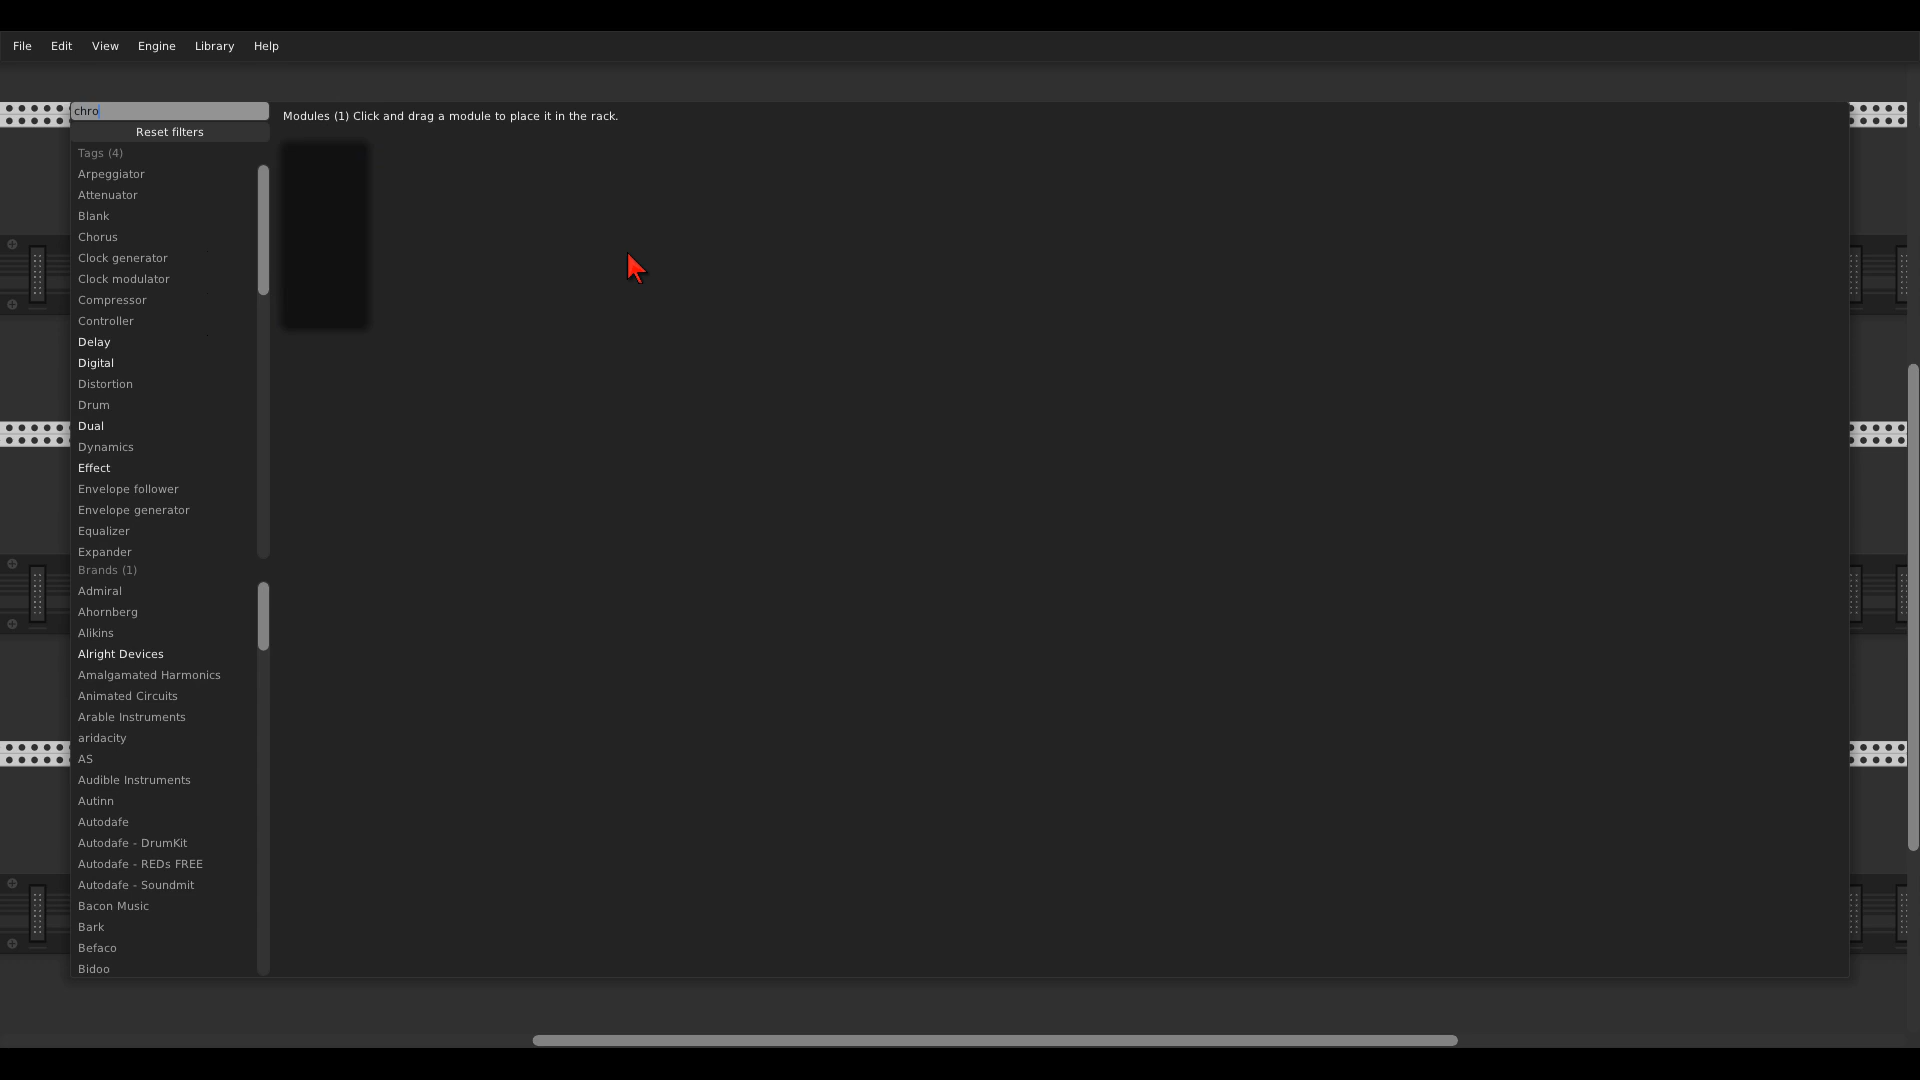 File Edit View Engine Library Help
chro
Modules (1) Click and drag a module to place it in the rack.
Reset filters
Tags (4)
Arpeggiator
Attenuator
Blank
Chorus
Clock generator
Clock modulator
Compressor
Controller
Delay
Digital
Distortion
Drum
Dual
Dynamics
Effect
Envelope follower
Envelope generator
Equalizer
Expander
Brands (1)
Admiral
Ahornberg
Alikins
Alright Devices
Amalgamated Harmonics
Animated Circuits
Arable Instruments
aridacity
AS
Audible Instruments
Autinn
Autodafe
Autodafe - DrumKit
Autodafe - REDs FREE
Autodafe - Soundmit
Bacon Music
Bark
Befaco
Bidoo